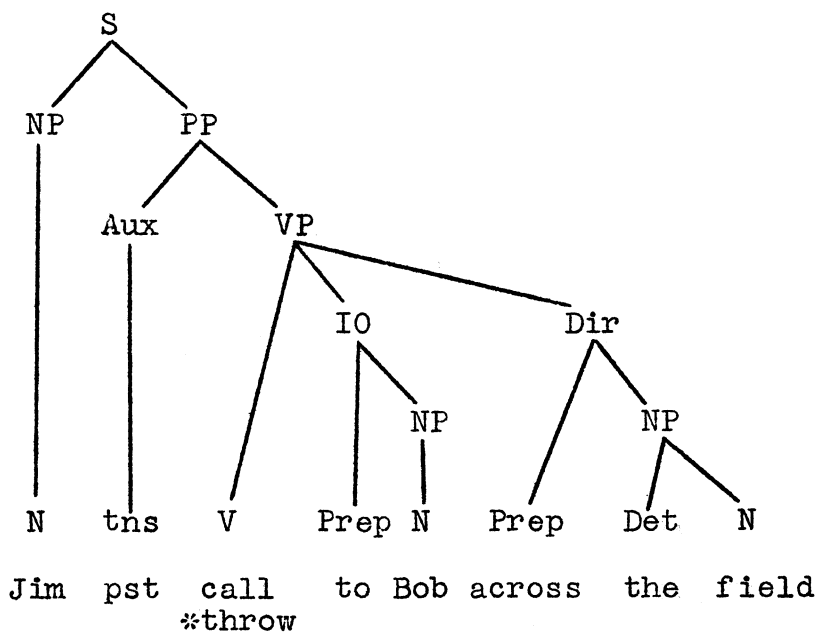 S
NP PP
Aux VP
IO Dir
NP NP
N tns V Prep N Prep Det N
Jim pst call to Bob across the field
*throw